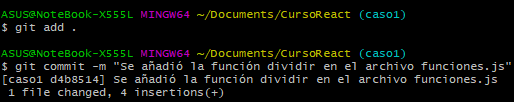 ASUS@NoteBook-X555L MINGW64 ~/Documents/CursoReact (caso1)
$ git add .
ASUS@NoteBook-X555L MINGW64 ~/Documents/CursoReact (caso1)
$ git commit -m "Se añadió la función dividir en el archivo funciones.js"
[caso1 d4b8514] Se añadió la función dividir en el archivo funciones.js
1 file changed, 4 insertions(+)